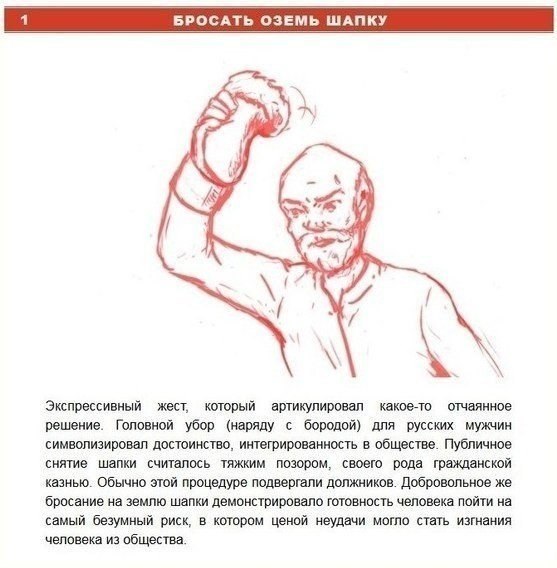 1 БРОСАТЬ ОЗЕМЬ ШАПКУ
Экспрессивный жест, который артикулировал какое-то отчаянное
решение. Головной убор (наряду с бородой) для русских мужчин
символизировал достоинство, интегрированность в обществе. Публичное
снятие шапки считалось тяжким позором, своего рода гражданской
казнью. Обычно этой процедуре подвергали должников. Добровольное же
бросание на землю шапки демонстрировало готовность человека пойти на
самый безумный риск, в котором ценой неудачи могло стать изгнания
человека из общества.